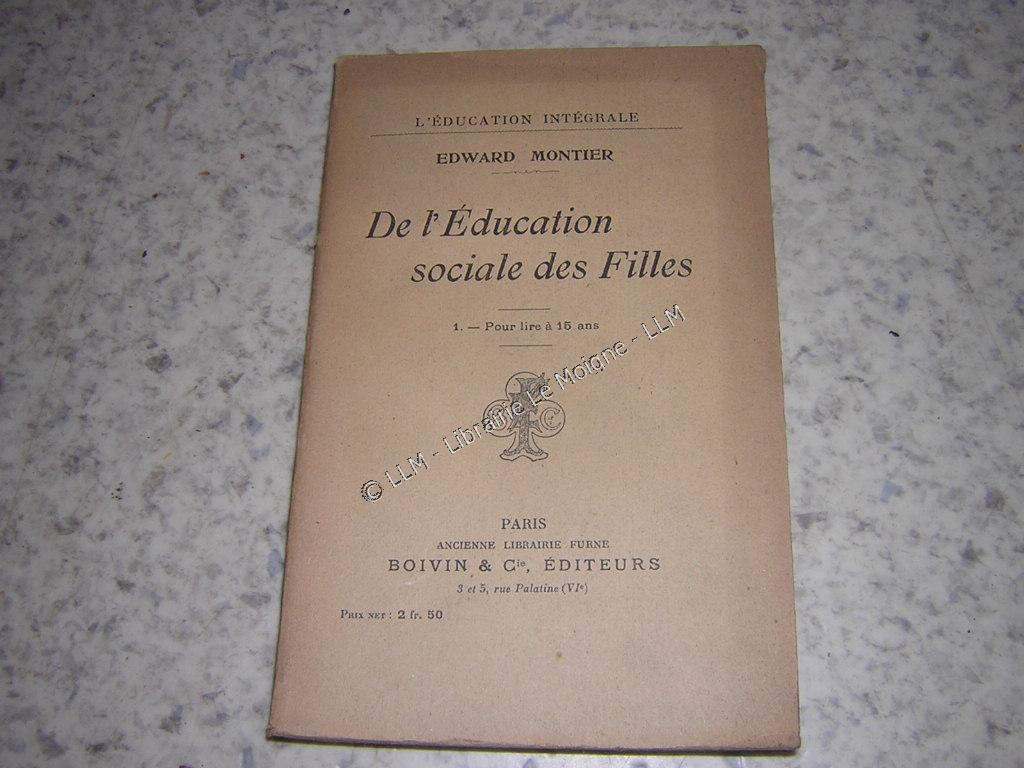 L'ÉDUCATION INTÉGRALE
EDWARD MONTIER
De l'Éducation
sociale des Filles
1. — Pour lire à 15 ans
© LLM - Librairie Le Moigne - LLM
PARIS
ANCIENNE LIBRAIRIE FURNE
BOIVIN & Cie, ÉDITEURS
3 et 5, rue Palatine (VIe)
PRIX NET : 2 fr. 50